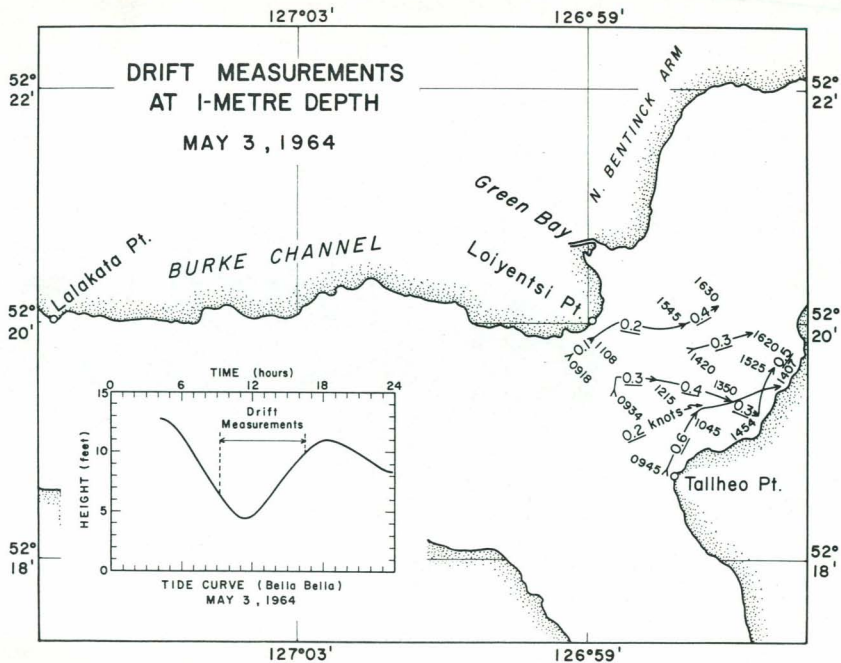 127°03'
126°59'
DRIFT MEASUREMENTS
AT 1-METRE DEPTH
MAY 3, 1964
52°
22'
52°
22'
N. BENTINCK ARM
Green Bay
BURKE CHANNEL
Lalakata Pt.
Loiyentsi Pt.
52°
20'
52°
20'
1630
1545
0.4
0.2
0.1
1108
0918
0.3
1620
1420
1525
0.5
1407
0.3
0.4
1350
1215
0934
0.2 knots
0.3
1454
1045
0.6
0945
Tallheo Pt.
TIME (hours)
0 6 12 18 24
Drift
Measurements
HEIGHT (feet)
15
10
5
0
TIDE CURVE (Bella Bella)
MAY 3, 1964
52°
18'
52°
18'
127°03'
126°59'